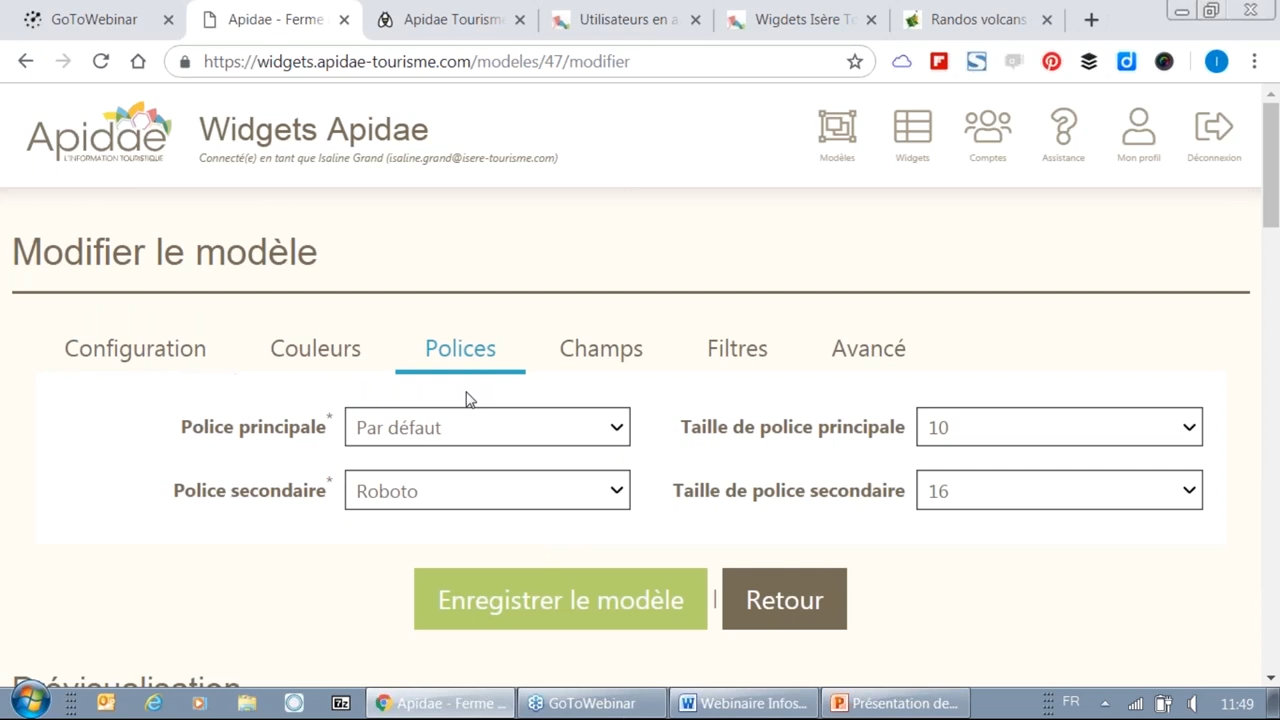 GoToWebinar
Apidae - Ferme
Apidae Tourism
Utilisateurs en a
Wigdets Isère To
Randos volcans
https://widgets.apidae-tourisme.com/modeles/47/modifier
Apidae
L'INFORMATION TOURISTIQUE
Widgets Apidae
Connecté(e) en tant que Isaline Grand (isaline.grand@isere-tourisme.com)
Modèles
Widgets
Comptes
Assistance
Mon profil
Déconnexion
Modifier le modèle
Configuration
Couleurs
Polices
Champs
Filtres
Avancé
Police principale *
Par défaut
Taille de police principale
10
Police secondaire *
Roboto
Taille de police secondaire
16
Enregistrer le modèle
|
Retour
Prévisualisation
Apidae - Ferme ...
GoToWebinar
Webinaire Infos...
Présentation de...
FR
11:49